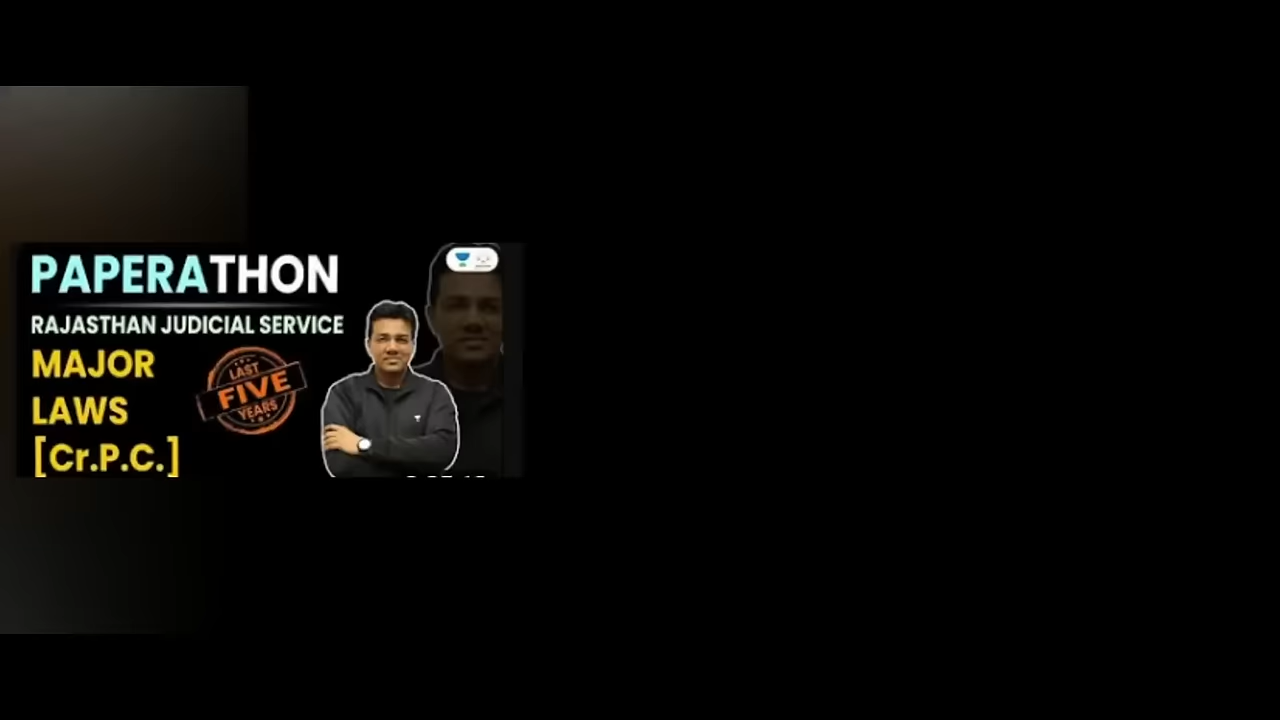 PAPERATHON
RAJASTHAN JUDICIAL SERVICE
MAJOR
LAWS
[Cr.P.C.]
LAST
FIVE
YEARS